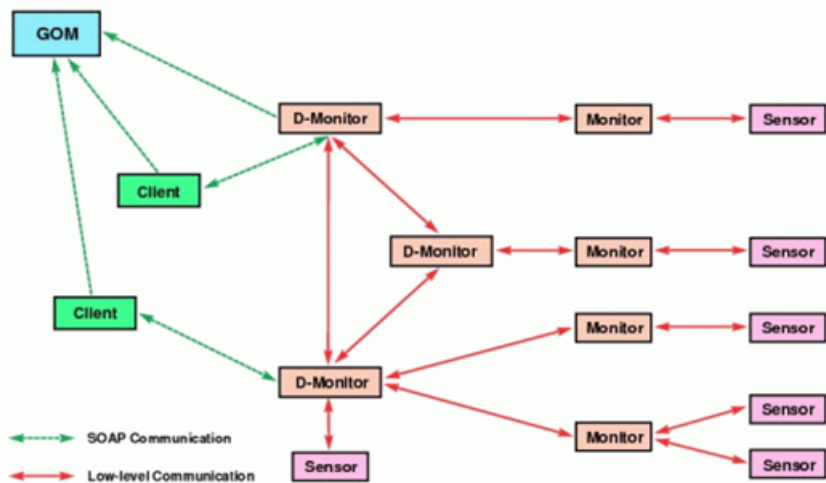 GOM
D-Monitor
Monitor
Sensor
Client
D-Monitor
Monitor
Sensor
Client
Monitor
Sensor
D-Monitor
Sensor
SOAP Communication
Monitor
Sensor
Low-level Communication
Sensor